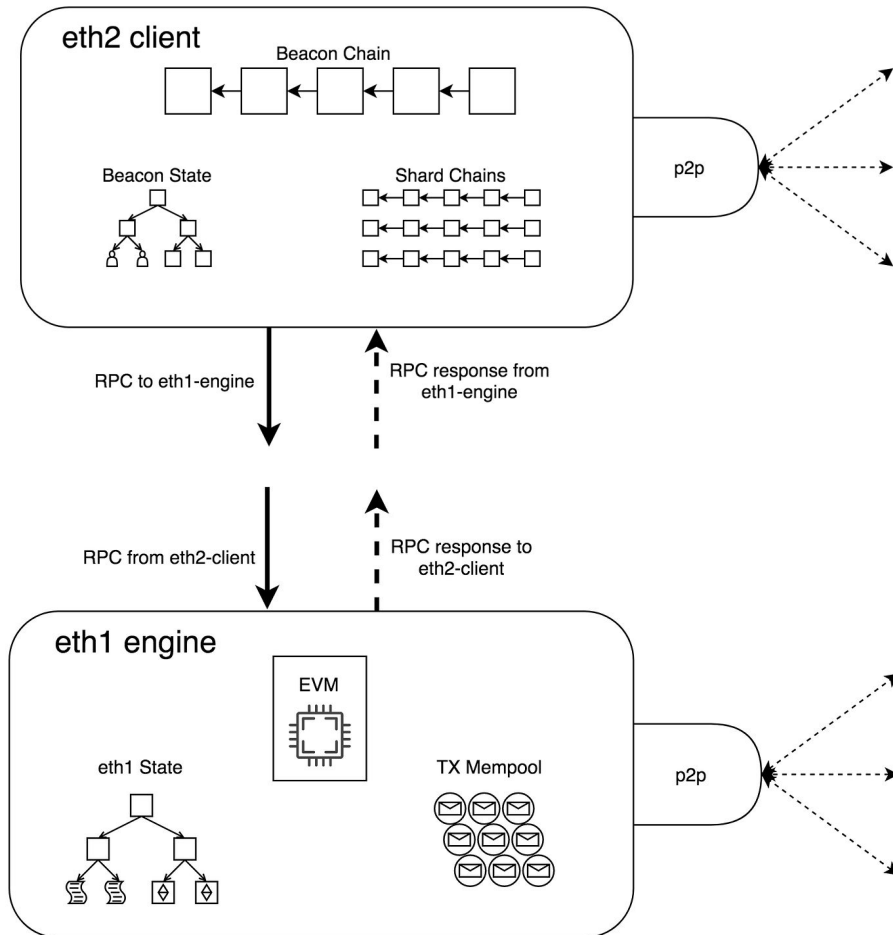 eth2 client
Beacon Chain
Beacon State
Shard Chains
p2p
RPC to eth1-engine
RPC response from
eth1-engine
RPC from eth2-client
RPC response to
eth2-client
eth1 engine
EVM
eth1 State
TX Mempool
p2p